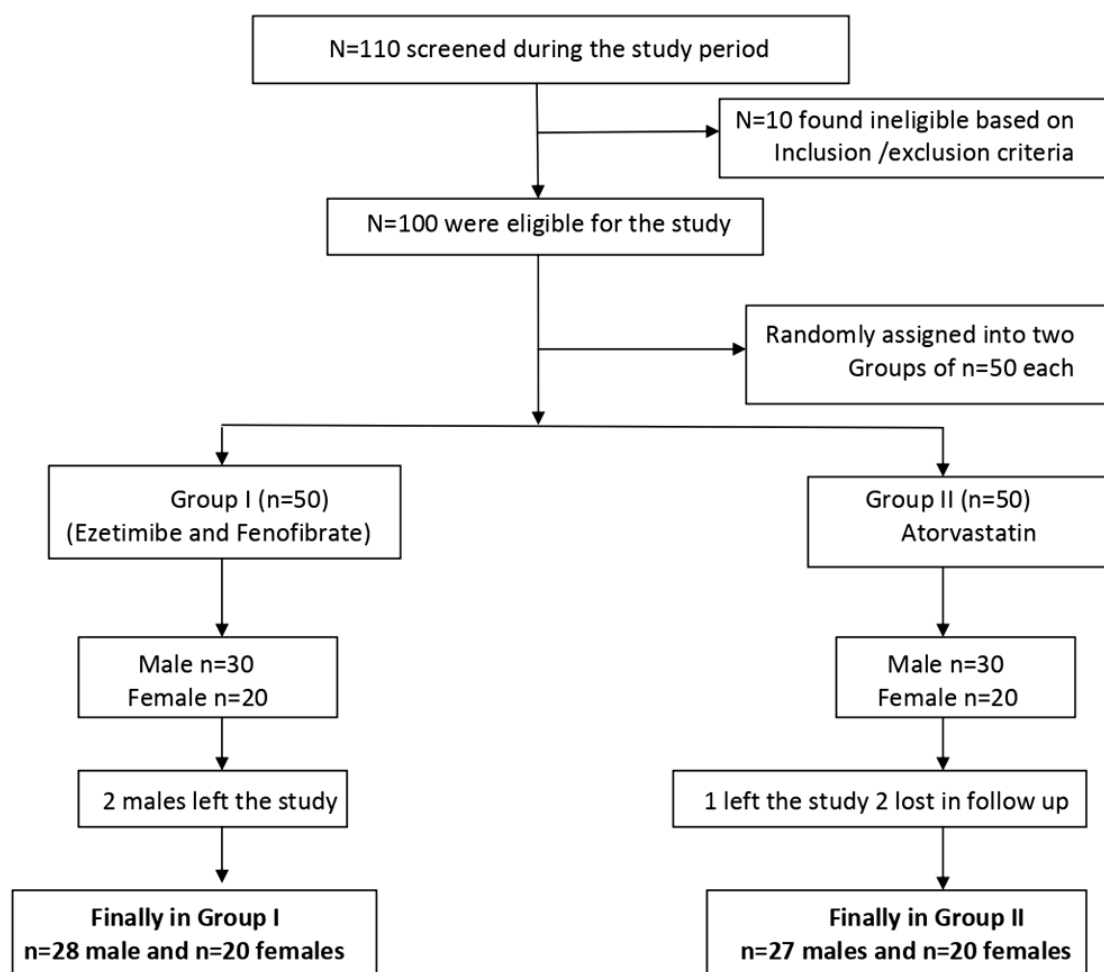 N=110 screened during the study period
N=10 found ineligible based on
Inclusion /exclusion criteria
N=100 were eligible for the study
Randomly assigned into two
Groups of n=50 each
Group I (n=50)
(Ezetimibe and Fenofibrate)
Group II (n=50)
Atorvastatin
Male n=30
Female n=20
Male n=30
Female n=20
2 males left the study
1 left the study 2 lost in follow up
Finally in Group I
n=28 male and n=20 females
Finally in Group II
n=27 males and n=20 females